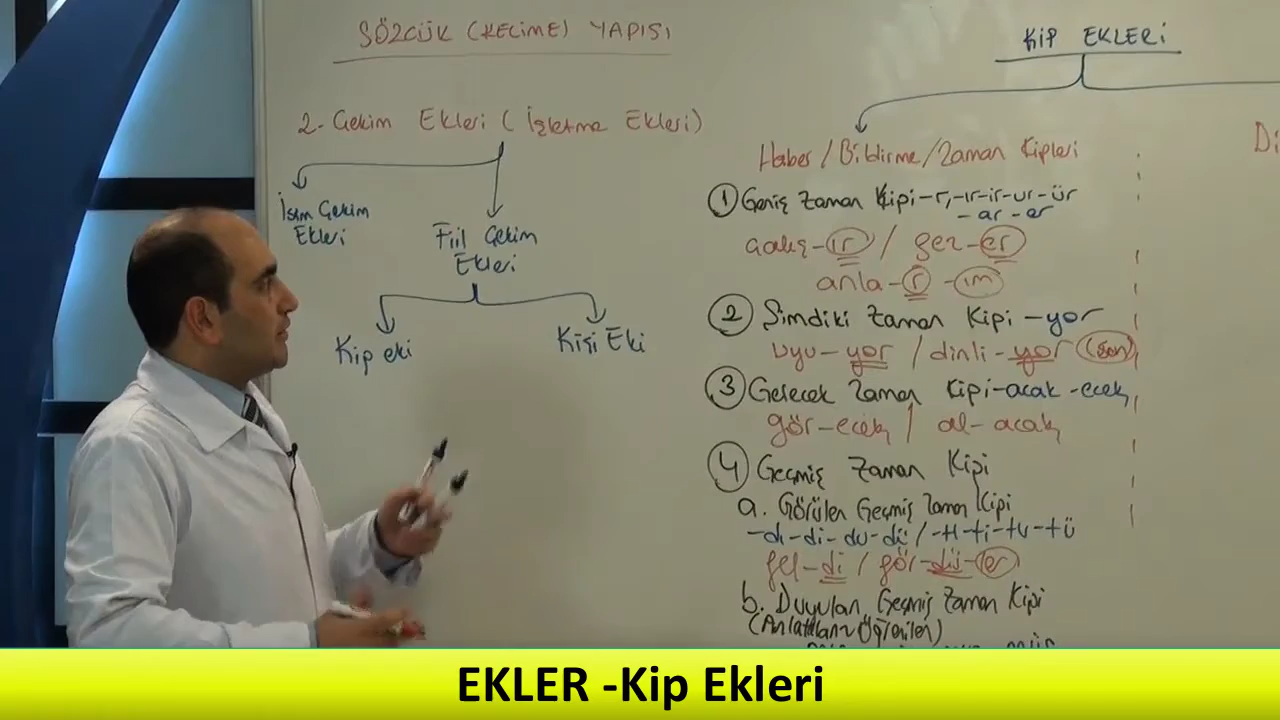 SÖZCÜK (KELİME) YAPISI
2- Çekim Ekleri (İşletme Ekleri)
İsim Çekim
Ekleri
Fiil Çekim
Ekleri
Kip eki
Kişi Eki
KİP EKLERİ
Haber / Bildirme / Zaman Kipleri
Di
1 Geniş Zaman Kipi -r, -ır -ir -ur -ür
-ar -er
çalış-ır / gez-er
anla-r-ım
2 Şimdiki Zaman Kipi -yor
uyu-yor / dinli-yor (sun)
3 Gelecek Zaman Kipi -acak -ecek
gör-ecek / al-acak
4 Geçmiş Zaman Kipi
a. Görülen Geçmiş Zaman Kipi
-dı -di -du -dü / -tı -ti -tu -tü
gel-di / gör-dü-ler
b. Duyulan Geçmiş Zaman Kipi
EKLER -Kip Ekleri